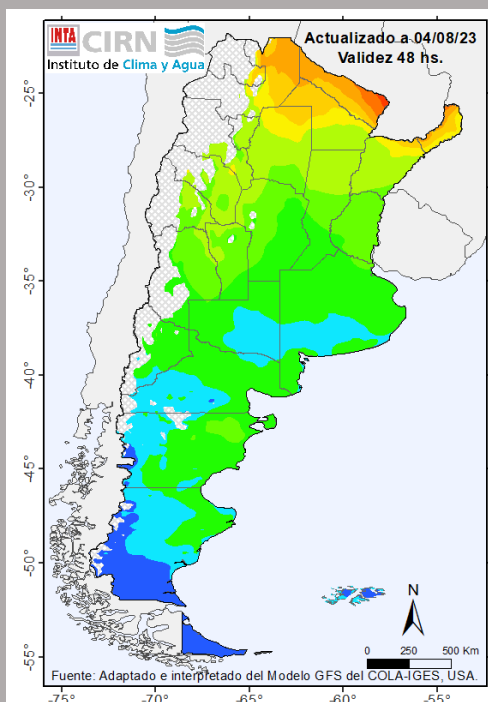 INTA CIRN
Instituto de Clima y Agua
Actualizado a 04/08/23
Validez 48 hs.
-25°
-30°
-35°
-40°
-45°
-50°
-55°
N
0 250 500 Km
Fuente: Adaptado e interpretado del Modelo GFS del COLA-IGES, USA.
-75° -70° -65° -60° -55°